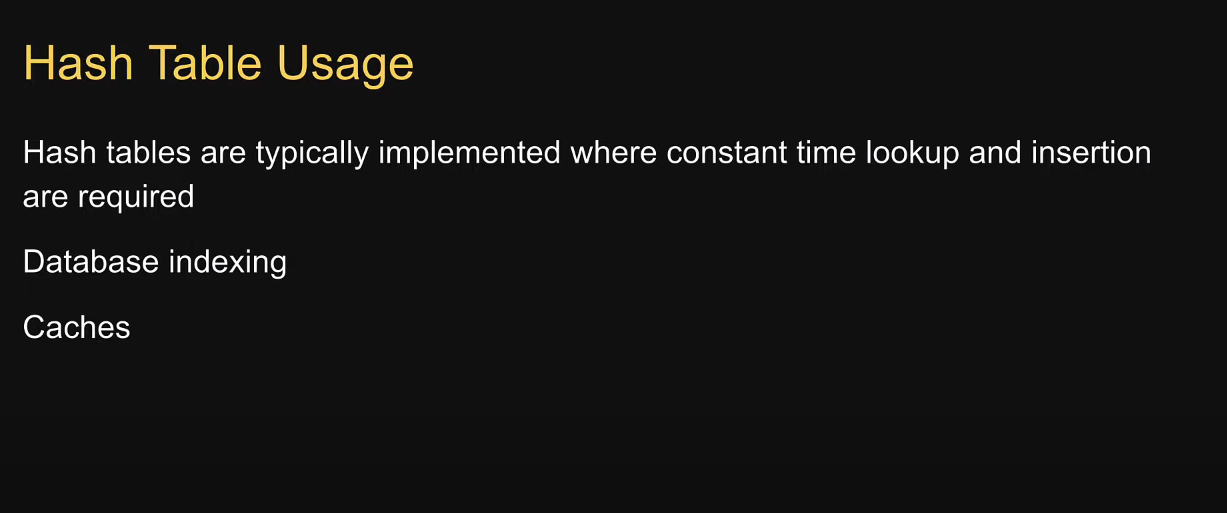 Hash Table Usage
Hash tables are typically implemented where constant time lookup and insertion
are required
Database indexing
Caches